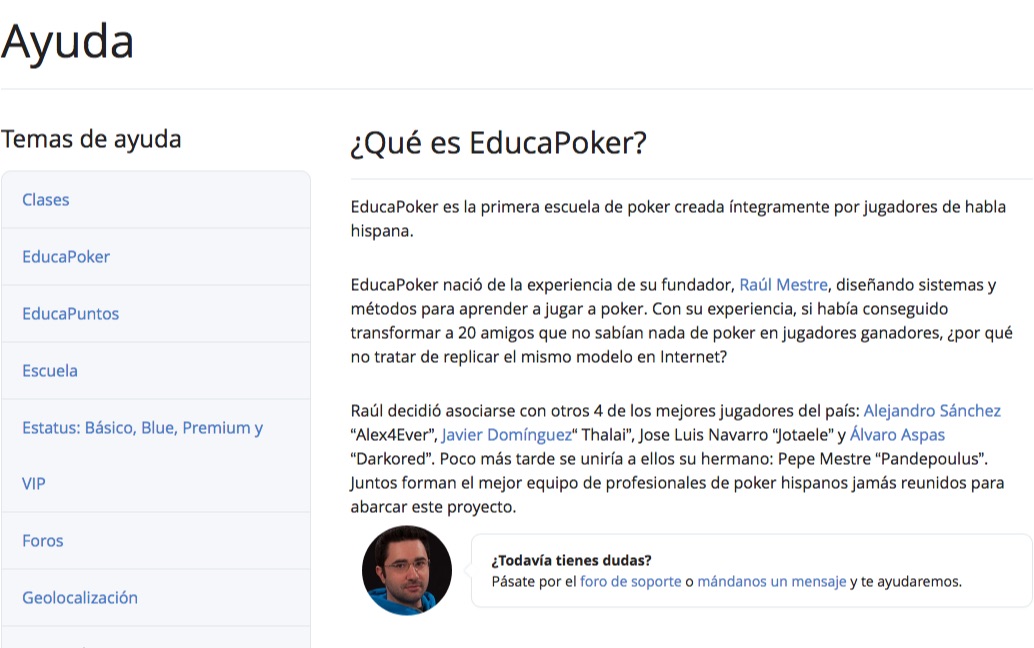 Ayuda
Temas de ayuda
Clases
EducaPoker
EducaPuntos
Escuela
Estatus: Básico, Blue, Premium y
VIP
Foros
Geolocalización
¿Qué es EducaPoker?
EducaPoker es la primera escuela de poker creada íntegramente por jugadores de habla
hispana.
EducaPoker nació de la experiencia de su fundador, Raúl Mestre, diseñando sistemas y
métodos para aprender a jugar a poker. Con su experiencia, si había conseguido
transformar a 20 amigos que no sabían nada de poker en jugadores ganadores, ¿por qué
no tratar de replicar el mismo modelo en Internet?
Raúl decidió asociarse con otros 4 de los mejores jugadores del país: Alejandro Sánchez
“Alex4Ever”, Javier Domínguez“ Thalai”, Jose Luis Navarro “Jotaele” y Álvaro Aspas
“Darkored”. Poco más tarde se uniría a ellos su hermano: Pepe Mestre “Pandepoulus”.
Juntos forman el mejor equipo de profesionales de poker hispanos jamás reunidos para
abarcar este proyecto.
¿Todavía tienes dudas?
Pásate por el foro de soporte o mándanos un mensaje y te ayudaremos.